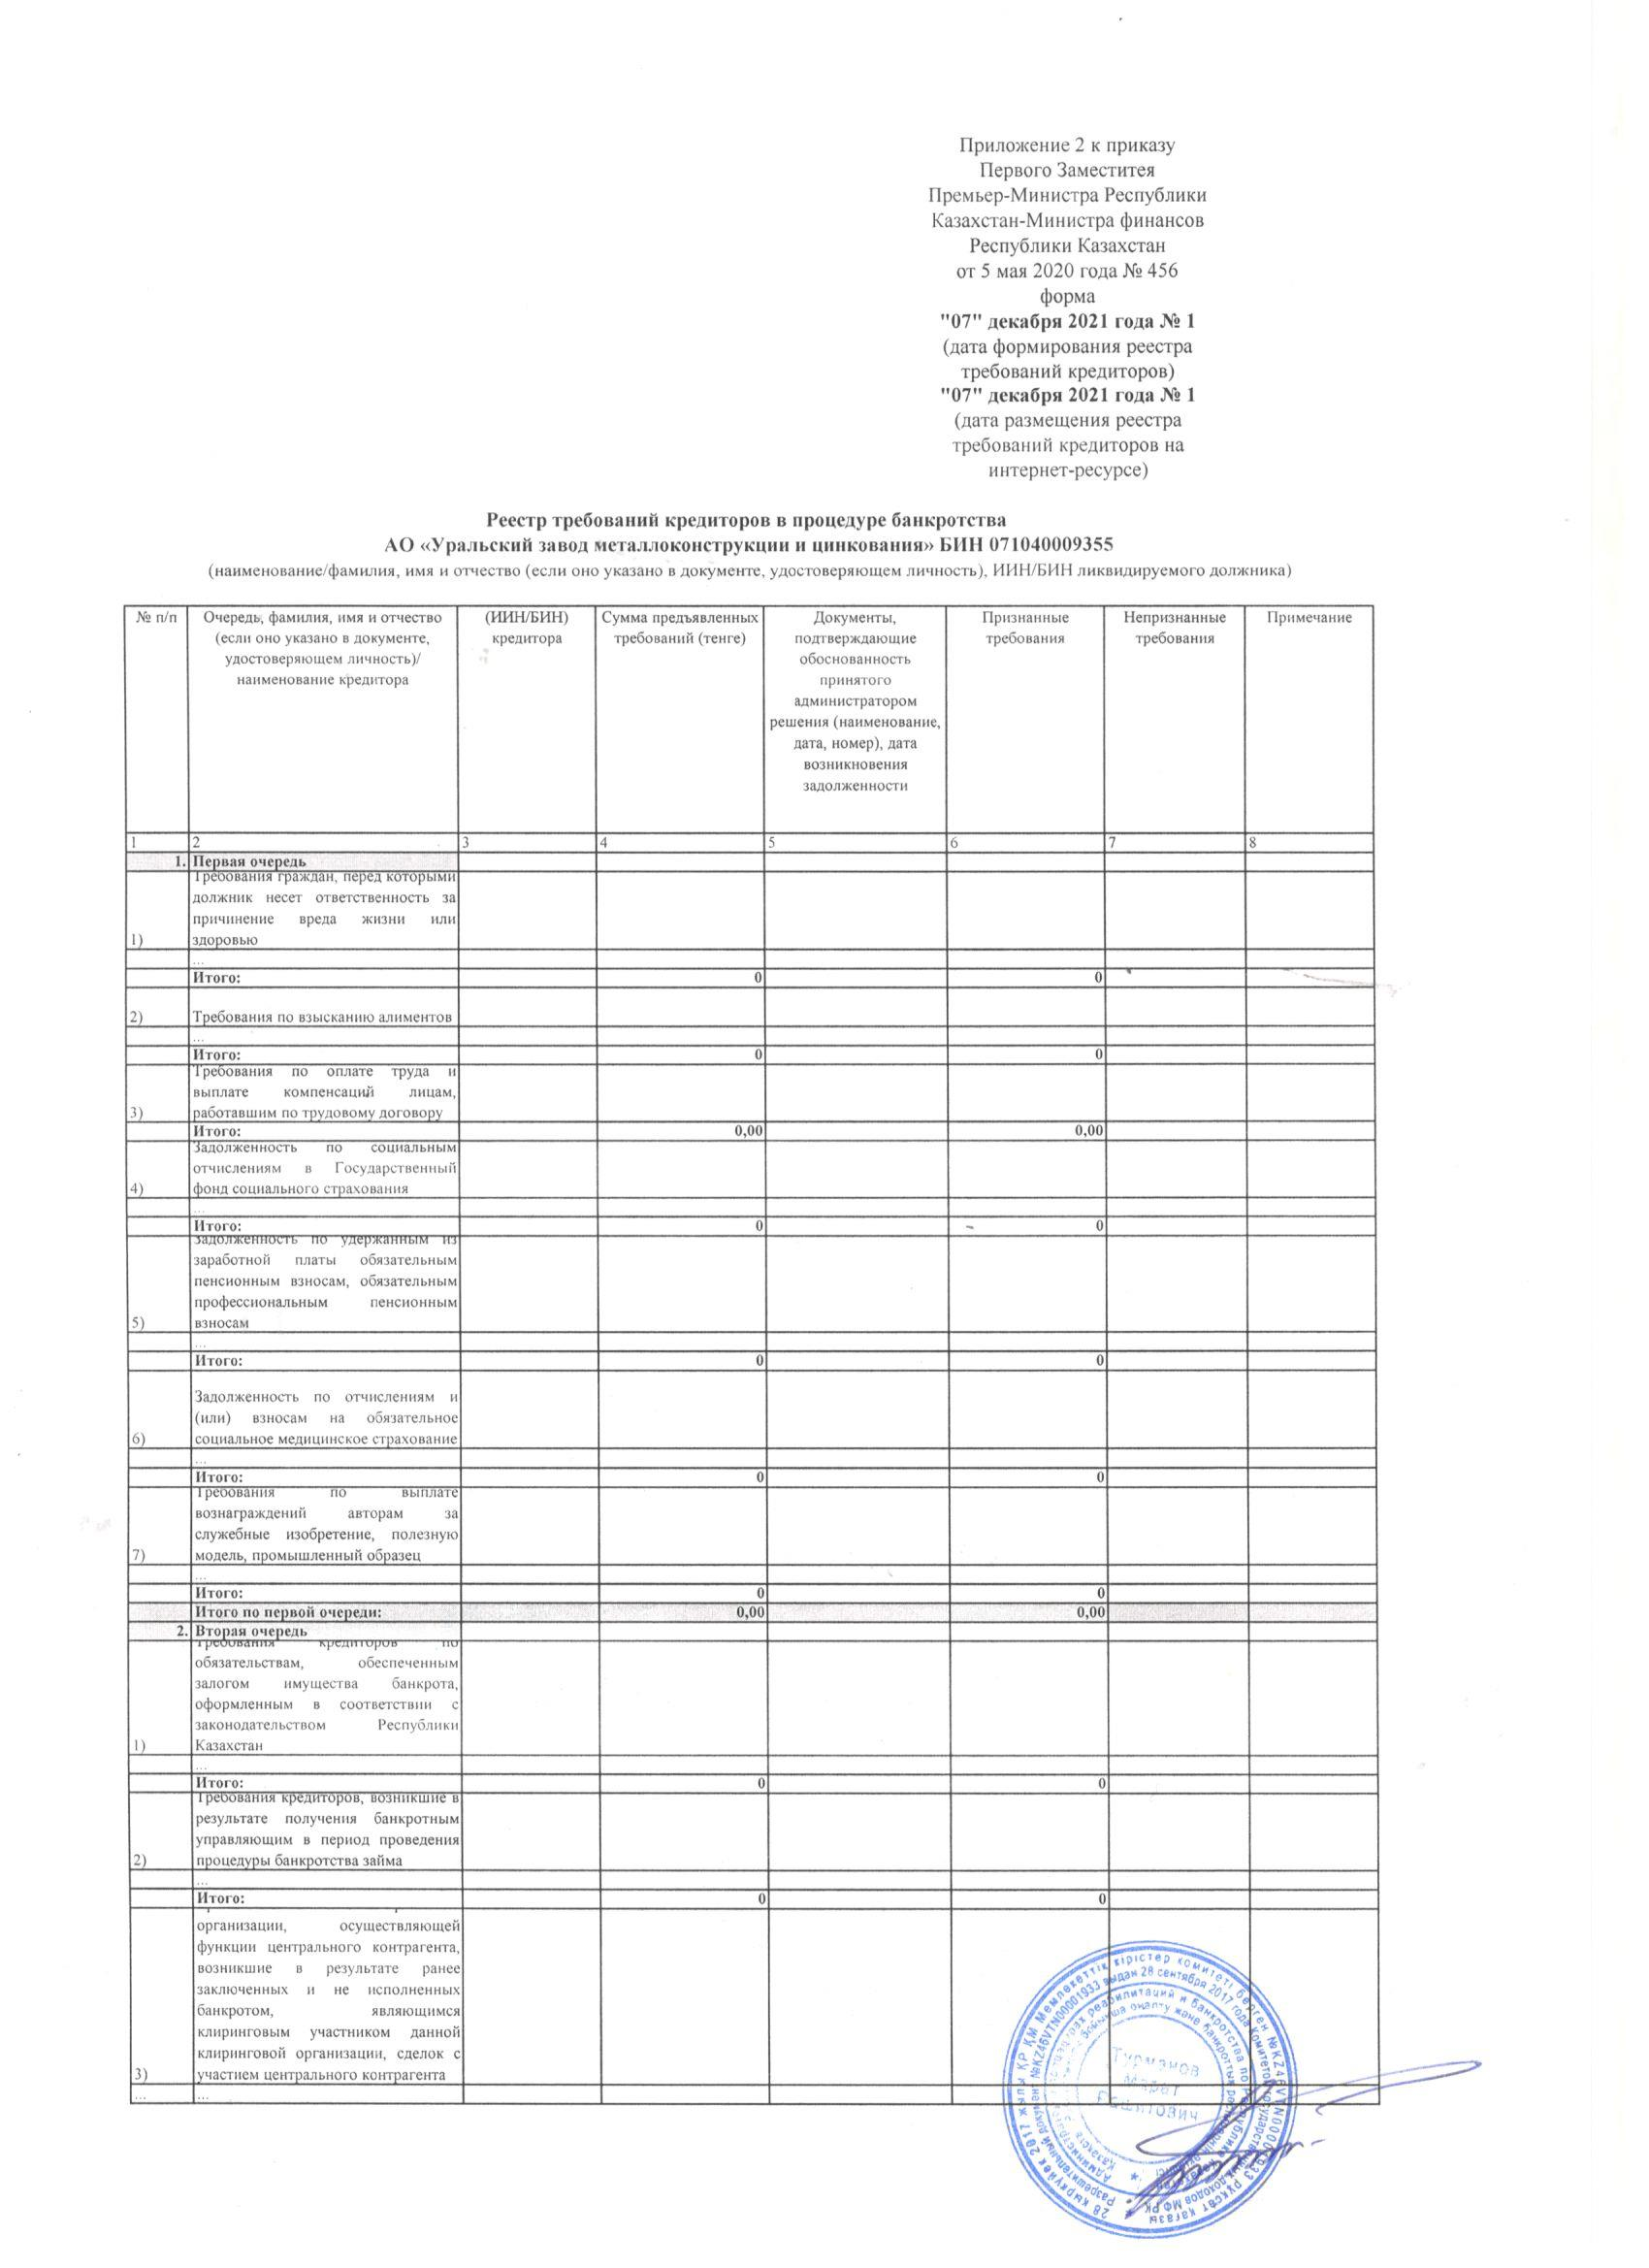 Приложение 2 к приказу
Первого Заместитея
Премьер-Министра Республики
Казахстан-Министра финансов
Республики Казахстан
от 5 мая 2020 года № 456
форма
"07" декабря 2021 года № 1
(дата формирования реестра
требований кредиторов)
"07" декабря 2021 года № 1
(дата размещения реестра
требований кредиторов на
интернет-ресурсе)
Реестр требований кредиторов в процедуре банкротства
АО «Уральский завод металлоконструкции и цинкования» БИН 071040009355
(наименование/фамилия, имя и отчество (если оно указано в документе, удостоверяющем личность), ИИН/БИН ликвидируемого должника)
№ п/п
Очередь, фамилия, имя и отчество
(если оно указано в документе,
удостоверяющем личность)/
наименование кредитора
(ИИН/БИН)
кредитора
Сумма предъявленных
требований (тенге)
Документы,
подтверждающие
обоснованность
принятого
администратором
решения (наименование,
дата, номер), дата
возникновения
задолженности
Признанные
требования
Непризнанные
требования
Примечание
1 2 3 4 5 6 7 8
1. Первая очередь
Требования граждан, перед которыми
должник несет ответственность за
причинение вреда жизни или
1) здоровью
...
Итого: 0 0
2) Требования по взысканию алиментов
...
Итого: 0 0
Требования по оплате труда и
выплате компенсаций лицам,
3) работавшим по трудовому договору
Итого: 0,00 0,00
Задолженность по социальным
отчислениям в Государственный
4) фонд социального страхования
...
Итого: 0 0
Задолженность по удержанным из
заработной платы обязательным
пенсионным взносам, обязательным
профессиональным пенсионным
5) взносам
...
Итого: 0 0
Задолженность по отчислениям и
(или) взносам на обязательное
6) социальное медицинское страхование
...
Итого: 0 0
Требования по выплате
вознаграждений авторам за
служебные изобретение, полезную
7) модель, промышленный образец
...
Итого: 0 0
Итого по первой очереди: 0,00 0,00
2. Вторая очередь
Требования кредиторов по
обязательствам, обеспеченным
залогом имущества банкрота,
оформленным в соответствии с
законодательством Республики
1) Казахстан
...
Итого: 0 0
Требования кредиторов, возникшие в
результате получения банкротным
управляющим в период проведения
2) процедуры банкротства займа
...
Итого: 0 0
организации, осуществляющей
функции центрального контрагента,
возникшие в результате ранее
заключенных и не исполненных
банкротом, являющимся
клиринговым участником данной
клиринговой организации, сделок с
3) участием центрального контрагента
... ...
Турманов
Марат
Рашитович